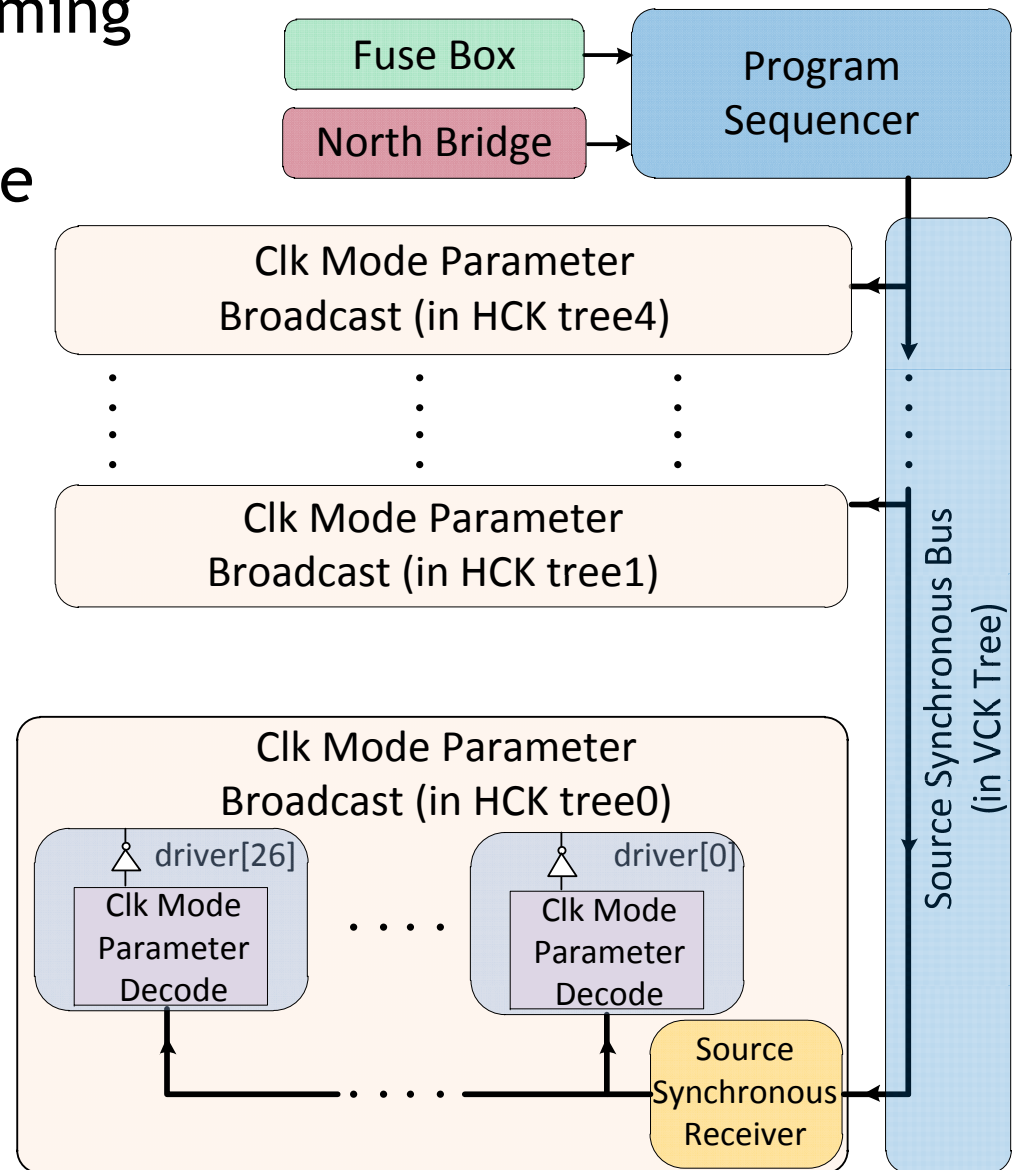 ming
e
Fuse Box
North Bridge
Program
Sequencer
Clk Mode Parameter
Broadcast (in HCK tree4)
Clk Mode Parameter
Broadcast (in HCK tree1)
Source Synchronous Bus
(in VCK Tree)
Clk Mode Parameter
Broadcast (in HCK tree0)
driver[26]
Clk Mode
Parameter
Decode
driver[0]
Clk Mode
Parameter
Decode
Source
Synchronous
Receiver